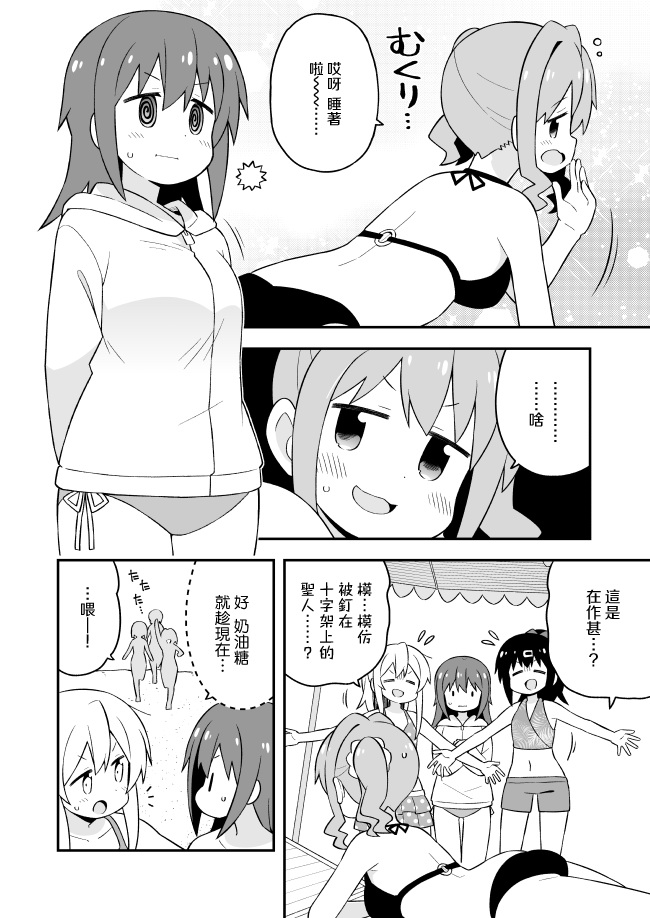 むくり…
哎呀 睡著
啦～～～………
………
……啥
這是
在作甚…?
模…模仿
被釘在
十字架上的
聖人……?
好 奶油糖
就趁現在…
たたた…
…喂——!